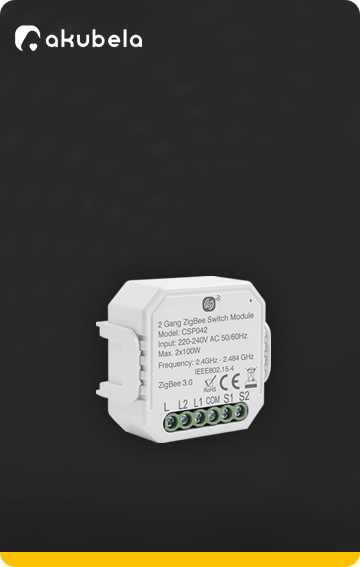 akubela
2 Gang ZigBee Switch Module
Model: CSP042
Input: 220-240V AC 50/60Hz
Max. 2x100W
Frequency: 2.4GHz - 2.484 GHz
IEEE802.15.4
ZigBee 3.0
RoHS
CE
L L2 L1 COM S1 S2